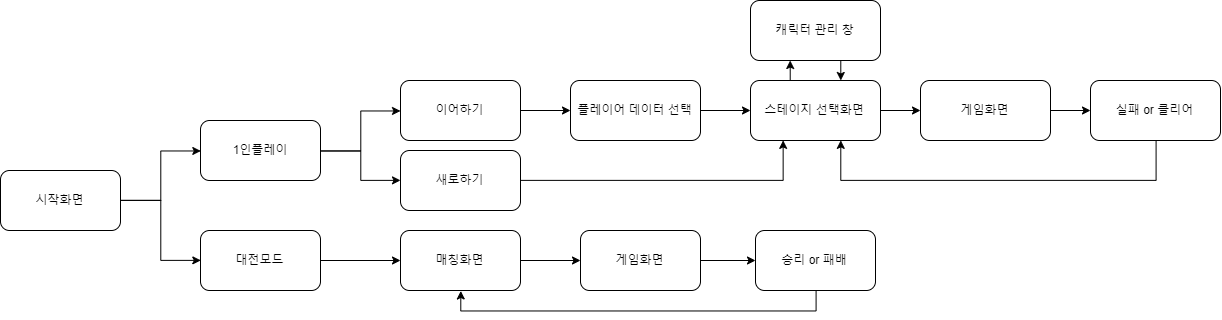 캐릭터 관리 창
이어하기
플레이어 데이터 선택
스테이지 선택화면
게임화면
실패 or 클리어
1인플레이
새로하기
시작화면
대전모드
매칭화면
게임화면
승리 or 패배